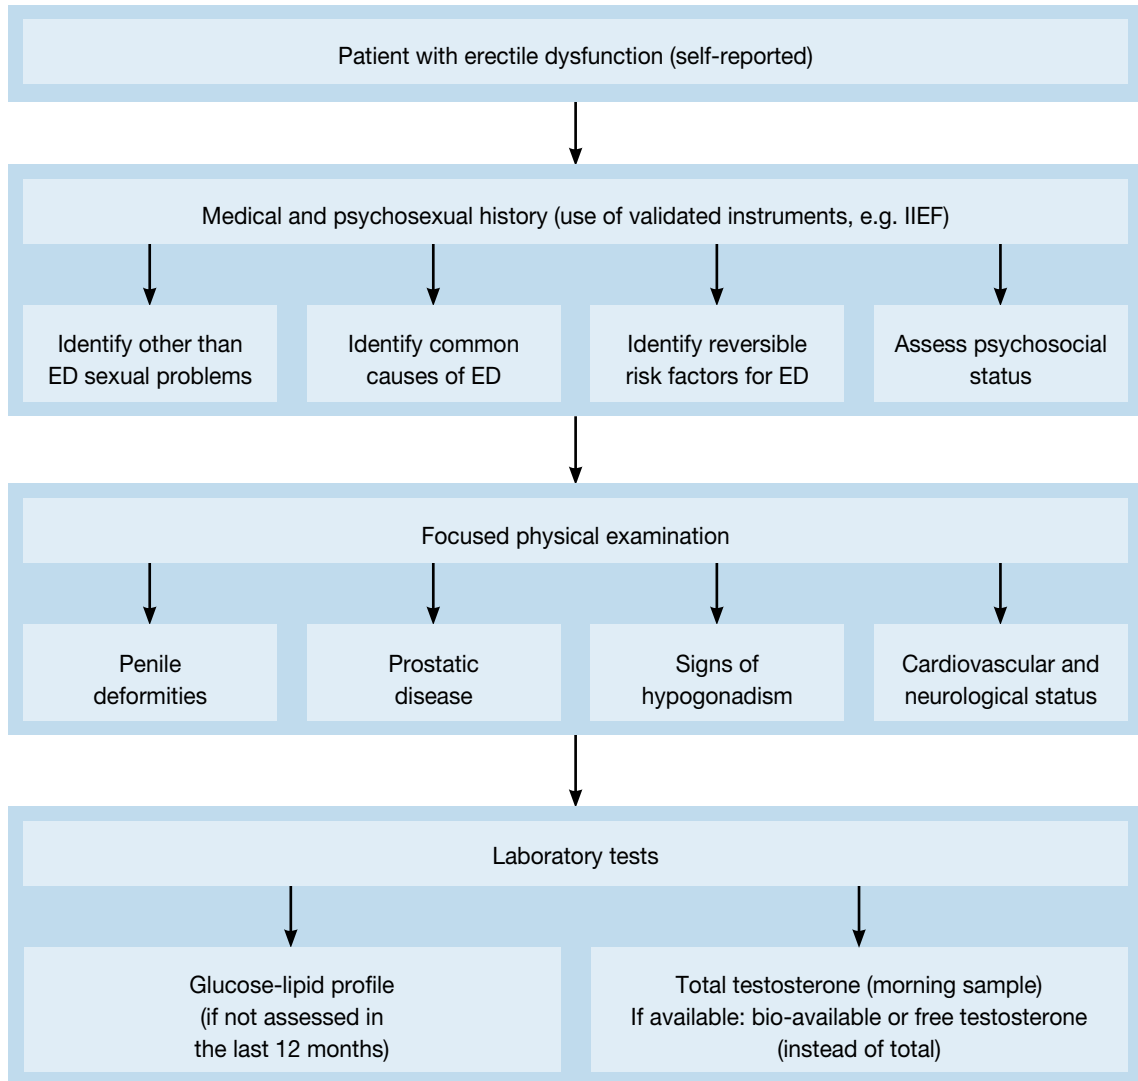 Patient with erectile dysfunction (self-reported)
Medical and psychosexual history (use of validated instruments, e.g. IIEF)
Identify other than
ED sexual problems
Identify common
causes of ED
Identify reversible
risk factors for ED
Assess psychosocial
status
Focused physical examination
Penile
deformities
Prostatic
disease
Signs of
hypogonadism
Cardiovascular and
neurological status
Laboratory tests
Glucose-lipid profile
(if not assessed in
the last 12 months)
Total testosterone (morning sample)
If available: bio-available or free testosterone
(instead of total)